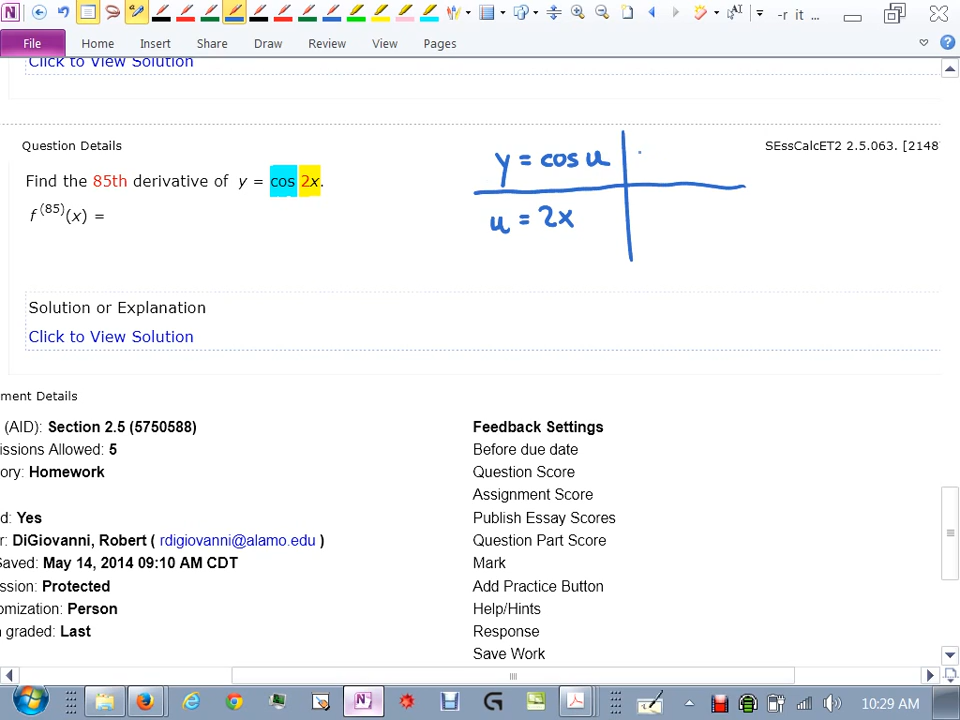 -r it ...
File Home Insert Share Draw Review View Pages
Click to View Solution
Question Details
SEssCalcET2 2.5.063. [2148
Find the 85th derivative of y = cos 2x.
f(85)(x) =
y = cos u
u = 2x
Solution or Explanation
Click to View Solution
ment Details
(AID): Section 2.5 (5750588)
issions Allowed: 5
ory: Homework
d: Yes
r: DiGiovanni, Robert ( rdigiovanni@alamo.edu )
Saved: May 14, 2014 09:10 AM CDT
ssion: Protected
omization: Person
n graded: Last
Feedback Settings
Before due date
Question Score
Assignment Score
Publish Essay Scores
Question Part Score
Mark
Add Practice Button
Help/Hints
Response
Save Work
10:29 AM